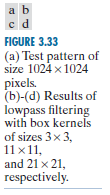 a b
c d
FIGURE 3.33
(a) Test pattern of
size 1024 × 1024
pixels.
(b)-(d) Results of
lowpass filtering
with box kernels
of sizes 3 × 3,
11 × 11,
and 21 × 21,
respectively.